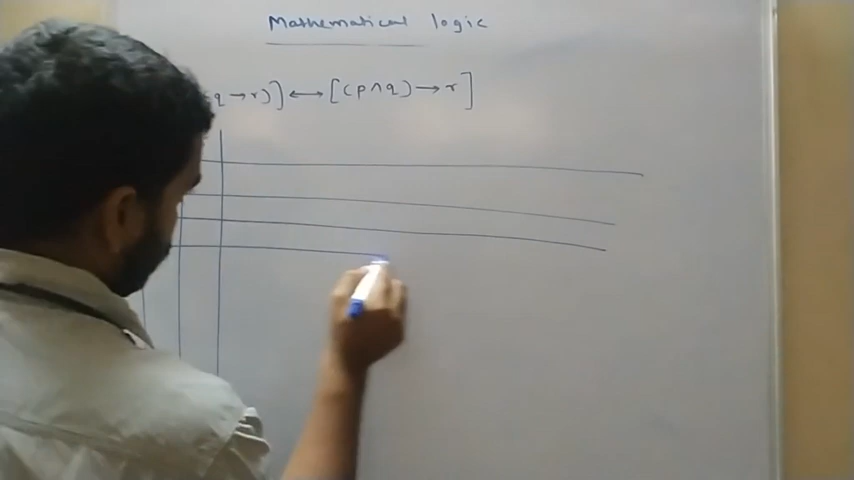 Mathematical logic
q → r)] ↔ [(p ∧ q) → r]